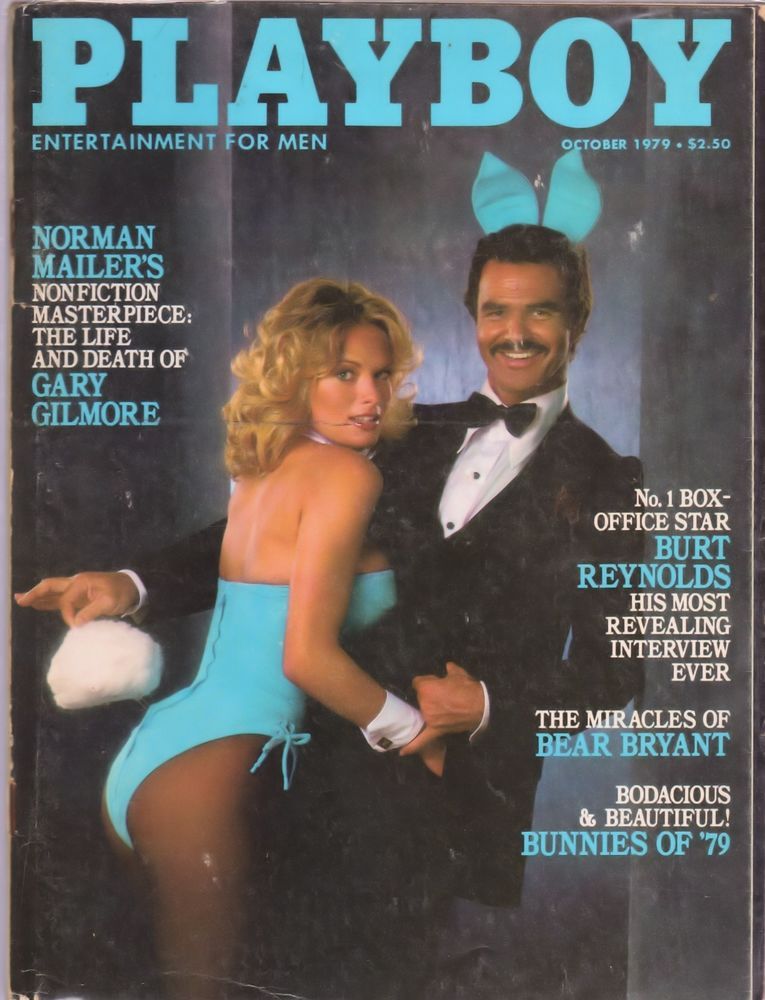 PLAYBOY
ENTERTAINMENT FOR MEN
OCTOBER 1979 • $2.50
NORMAN
MAILER'S
NONFICTION
MASTERPIECE:
THE LIFE
AND DEATH OF
GARY
GILMORE
No. 1 BOX-
OFFICE STAR
BURT
REYNOLDS
HIS MOST
REVEALING
INTERVIEW
EVER
THE MIRACLES OF
BEAR BRYANT
BODACIOUS
& BEAUTIFUL!
BUNNIES OF '79